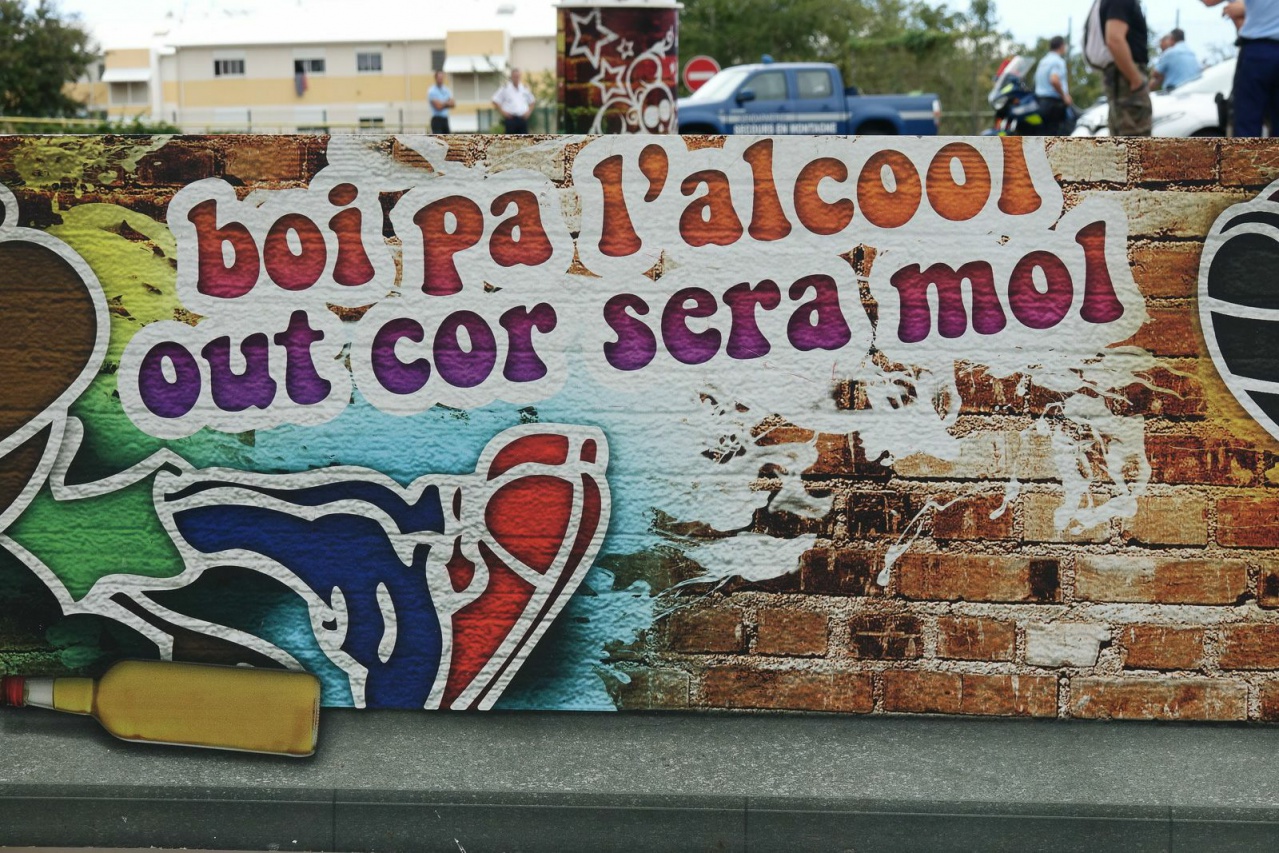 boi pa l'alcool
out cor sera mol